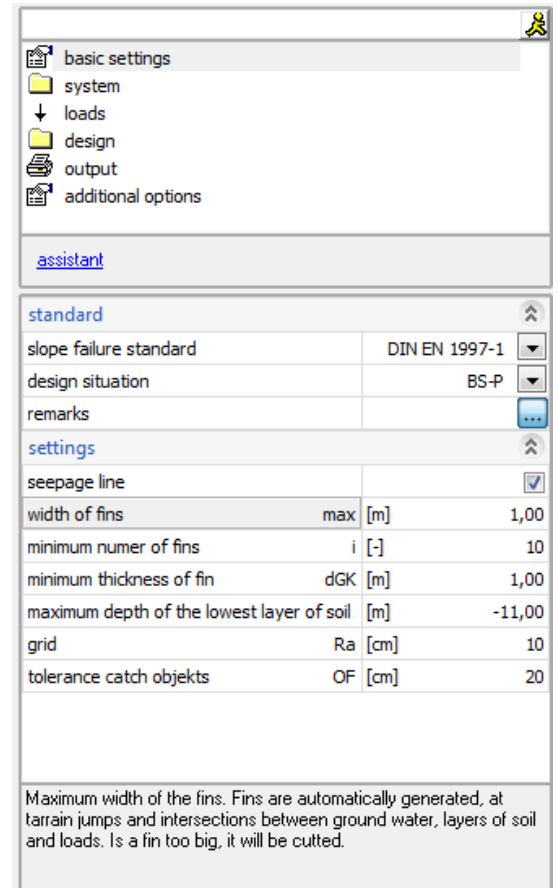 basic settings
system
loads
design
output
additional options
assistant
standard
slope failure standard DIN EN 1997-1
design situation BS-P
remarks ...
settings
seepage line
width of fins max [m] 1,00
minimum numer of fins i [-] 10
minimum thickness of fin dGK [m] 1,00
maximum depth of the lowest layer of soil [m] -11,00
grid Ra [cm] 10
tolerance catch objekts OF [cm] 20
Maximum width of the fins. Fins are automatically generated, at
tarrain jumps and intersections between ground water, layers of soil
and loads. Is a fin too big, it will be cutted.